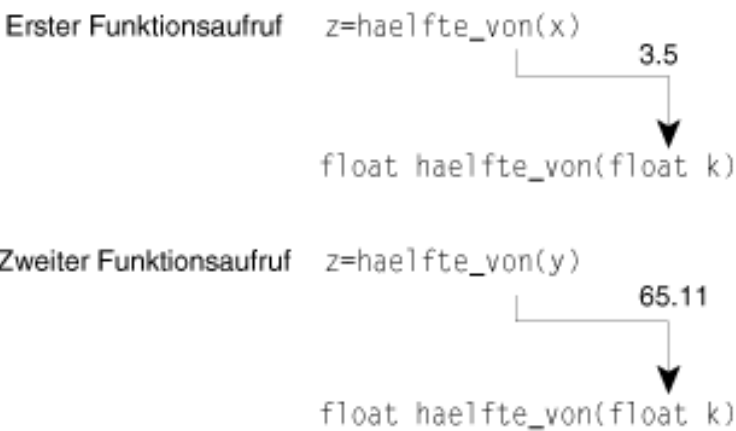 Erster Funktionsaufruf z=haelfte_von(x)
3.5
float haelfte_von(float k)
Zweiter Funktionsaufruf z=haelfte_von(y)
65.11
float haelfte_von(float k)